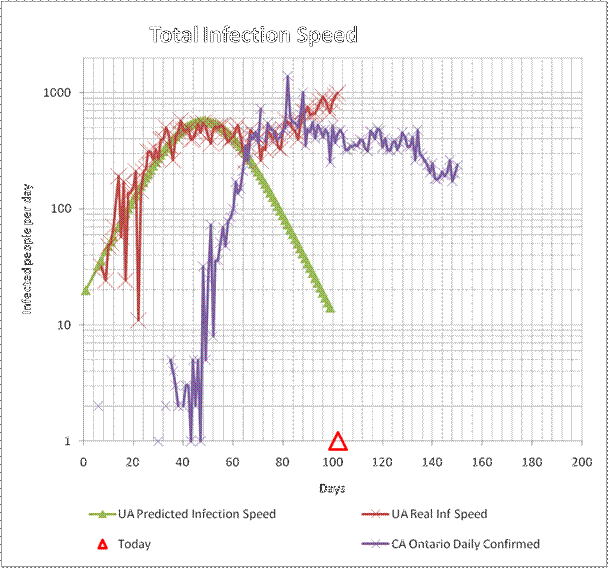 Total Infection Speed
1000
100
10
1
Infected people per day
0 20 40 60 80 100 120 140 160 180 200
Days
UA Predicted Infection Speed
UA Real Inf Speed
Today
CA Ontario Daily Confirmed